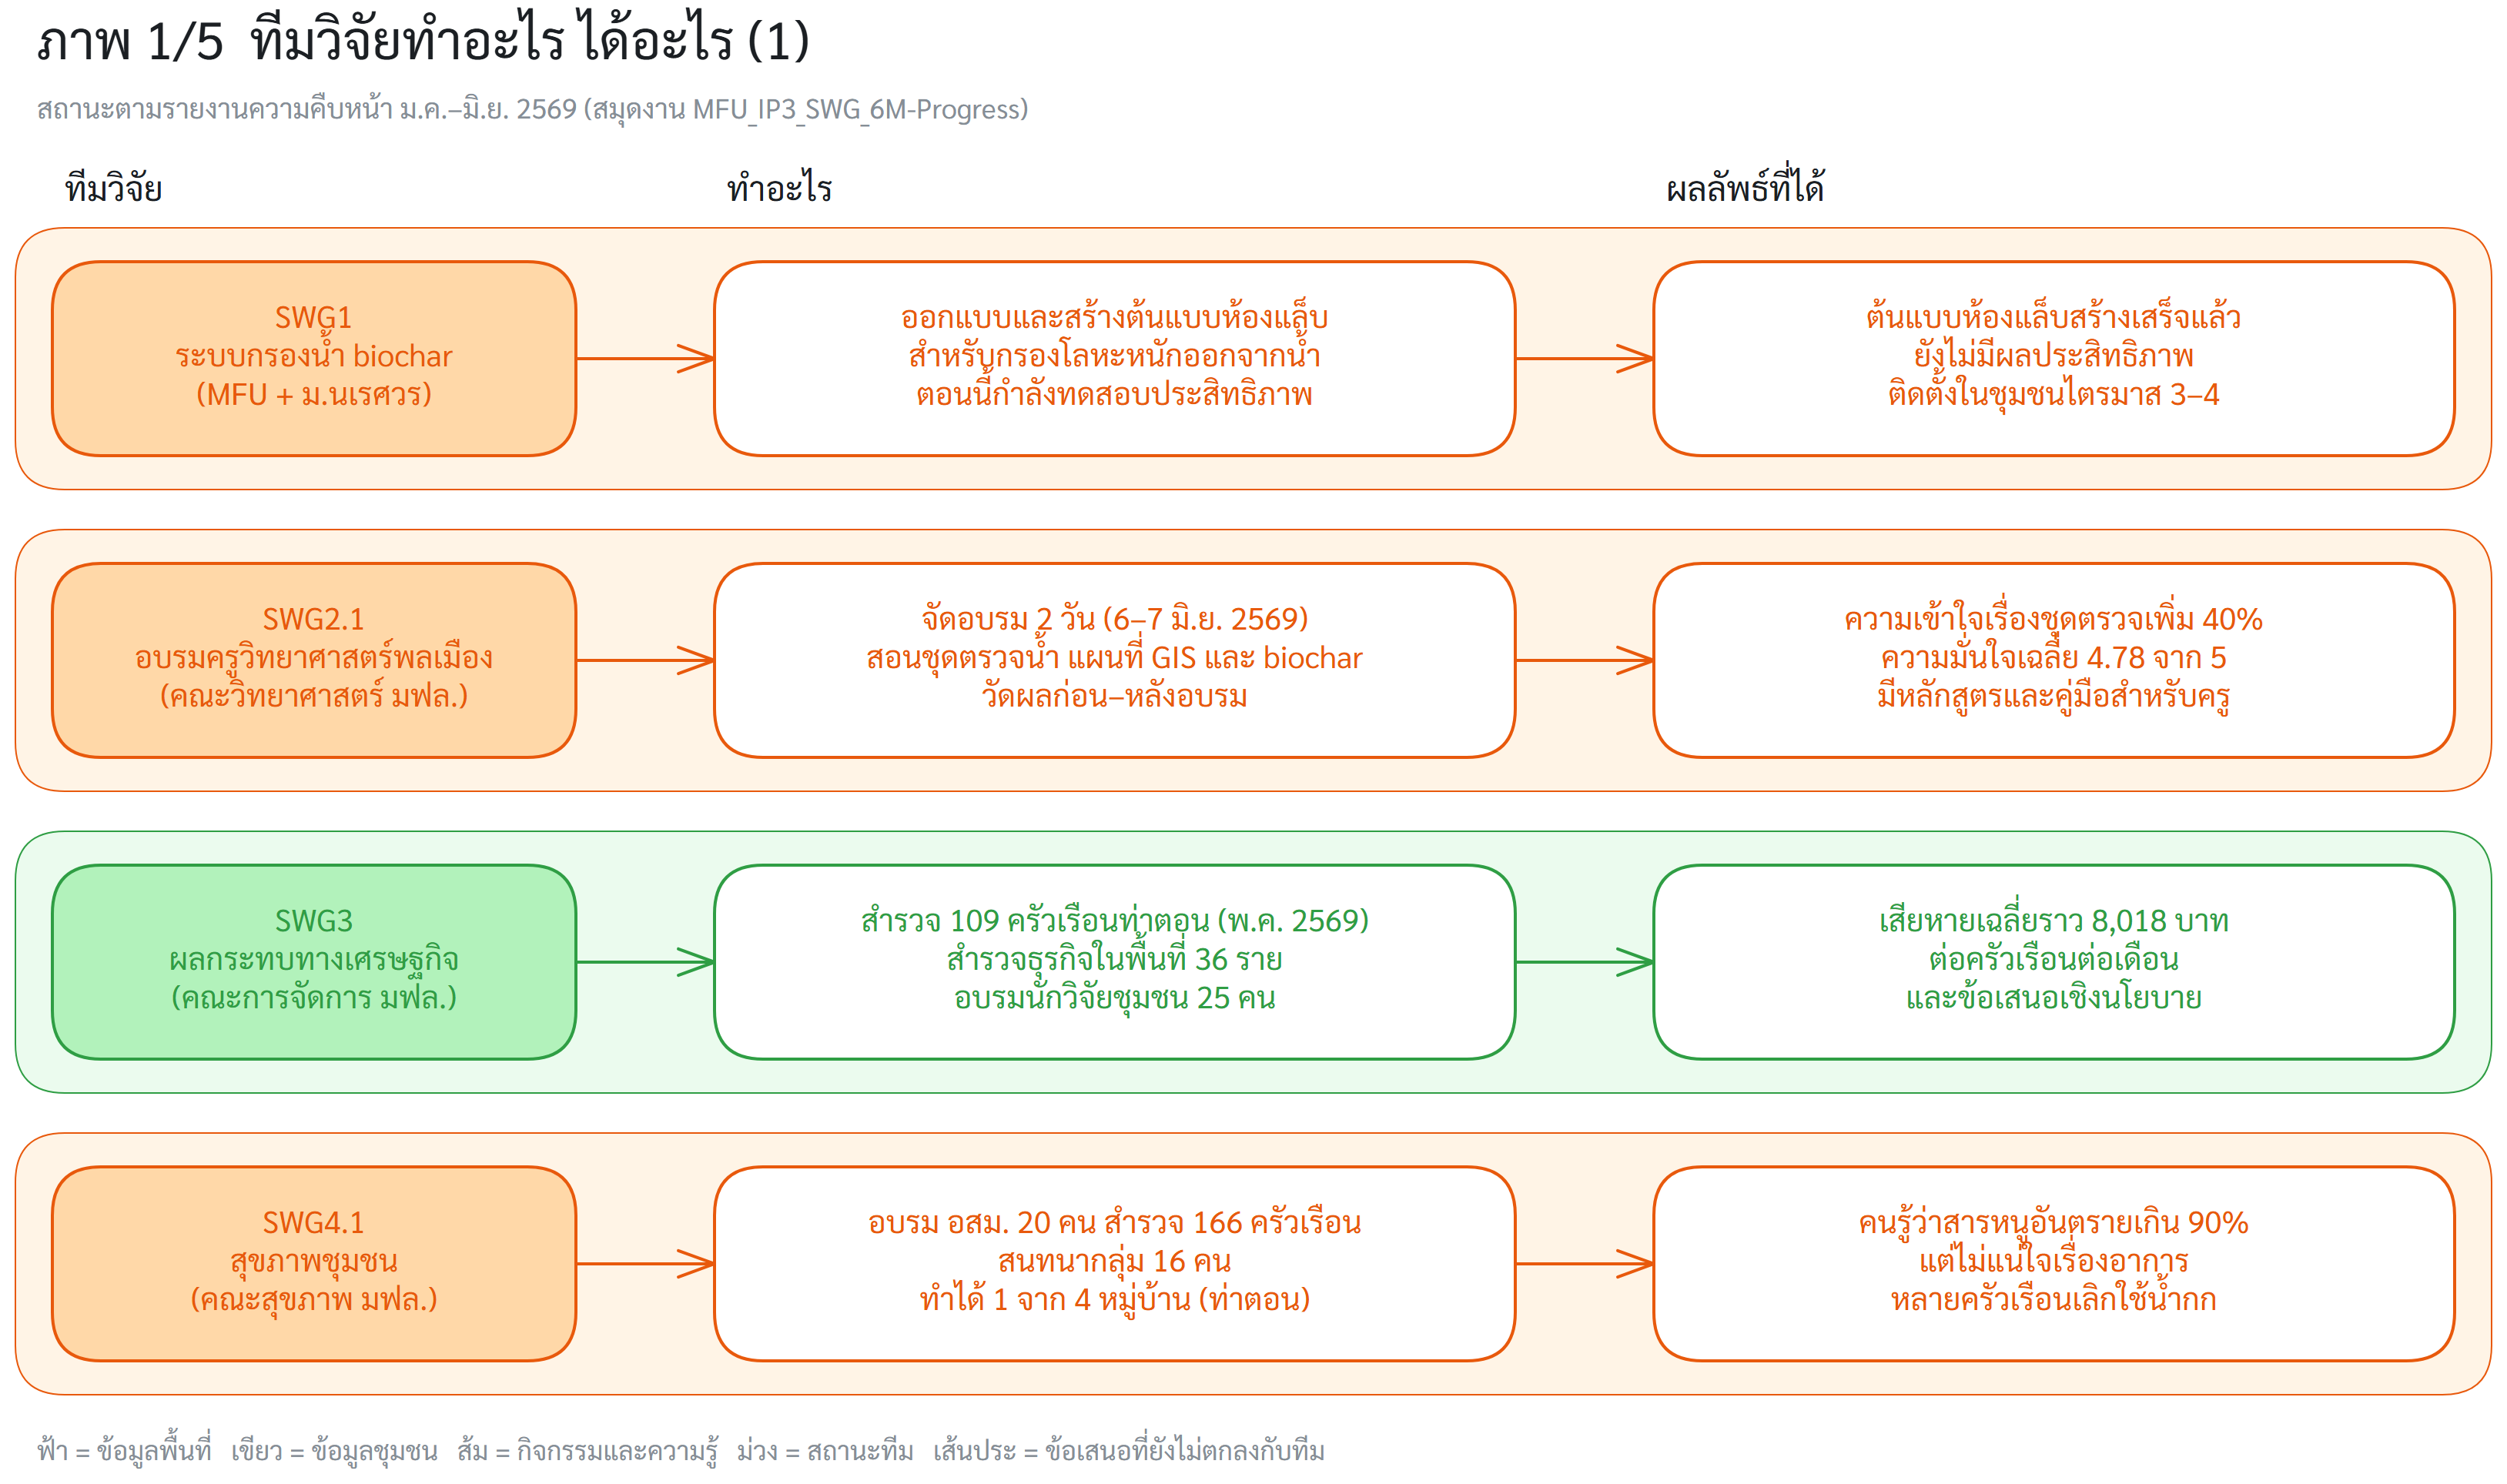 ภาพ 1/5 ทีมวิจัยทำอะไร ได้อะไร (1)
สถานะตามรายงานความคืบหน้า ม.ค.–มิ.ย. 2569 (สมุดงาน MFU_IP3_SWG_6M-Progress)
ทีมวิจัย
ทำอะไร
ผลลัพธ์ที่ได้
SWG1
ระบบกรองน้ำ biochar
(MFU + ม.นเรศวร)
ออกแบบและสร้างต้นแบบห้องแล็บ
สำหรับกรองโลหะหนักออกจากน้ำ
ตอนนี้กำลังทดสอบประสิทธิภาพ
ต้นแบบห้องแล็บสร้างเสร็จแล้ว
ยังไม่มีผลประสิทธิภาพ
ติดตั้งในชุมชนไตรมาส 3–4
SWG2.1
อบรมครูวิทยาศาสตร์พลเมือง
(คณะวิทยาศาสตร์ มฟล.)
จัดอบรม 2 วัน (6–7 มิ.ย. 2569)
สอนชุดตรวจน้ำ แผนที่ GIS และ biochar
วัดผลก่อน–หลังอบรม
ความเข้าใจเรื่องชุดตรวจเพิ่ม 40%
ความมั่นใจเฉลี่ย 4.78 จาก 5
มีหลักสูตรและคู่มือสำหรับครู
SWG3
ผลกระทบทางเศรษฐกิจ
(คณะการจัดการ มฟล.)
สำรวจ 109 ครัวเรือนท่าตอน (พ.ค. 2569)
สำรวจธุรกิจในพื้นที่ 36 ราย
อบรมนักวิจัยชุมชน 25 คน
เสียหายเฉลี่ยราว 8,018 บาท
ต่อครัวเรือนต่อเดือน
และข้อเสนอเชิงนโยบาย
SWG4.1
สุขภาพชุมชน
(คณะสุขภาพ มฟล.)
อบรม อสม. 20 คน สำรวจ 166 ครัวเรือน
สนทนากลุ่ม 16 คน
ทำได้ 1 จาก 4 หมู่บ้าน (ท่าตอน)
คนรู้ว่าสารหนูอันตรายเกิน 90%
แต่ไม่แน่ใจเรื่องอาการ
หลายครัวเรือนเลิกใช้น้ำกก
ฟ้า = ข้อมูลพื้นที่ เขียว = ข้อมูลชุมชน ส้ม = กิจกรรมและความรู้ ม่วง = สถานะทีม เส้นประ = ข้อเสนอที่ยังไม่ตกลงกับทีม